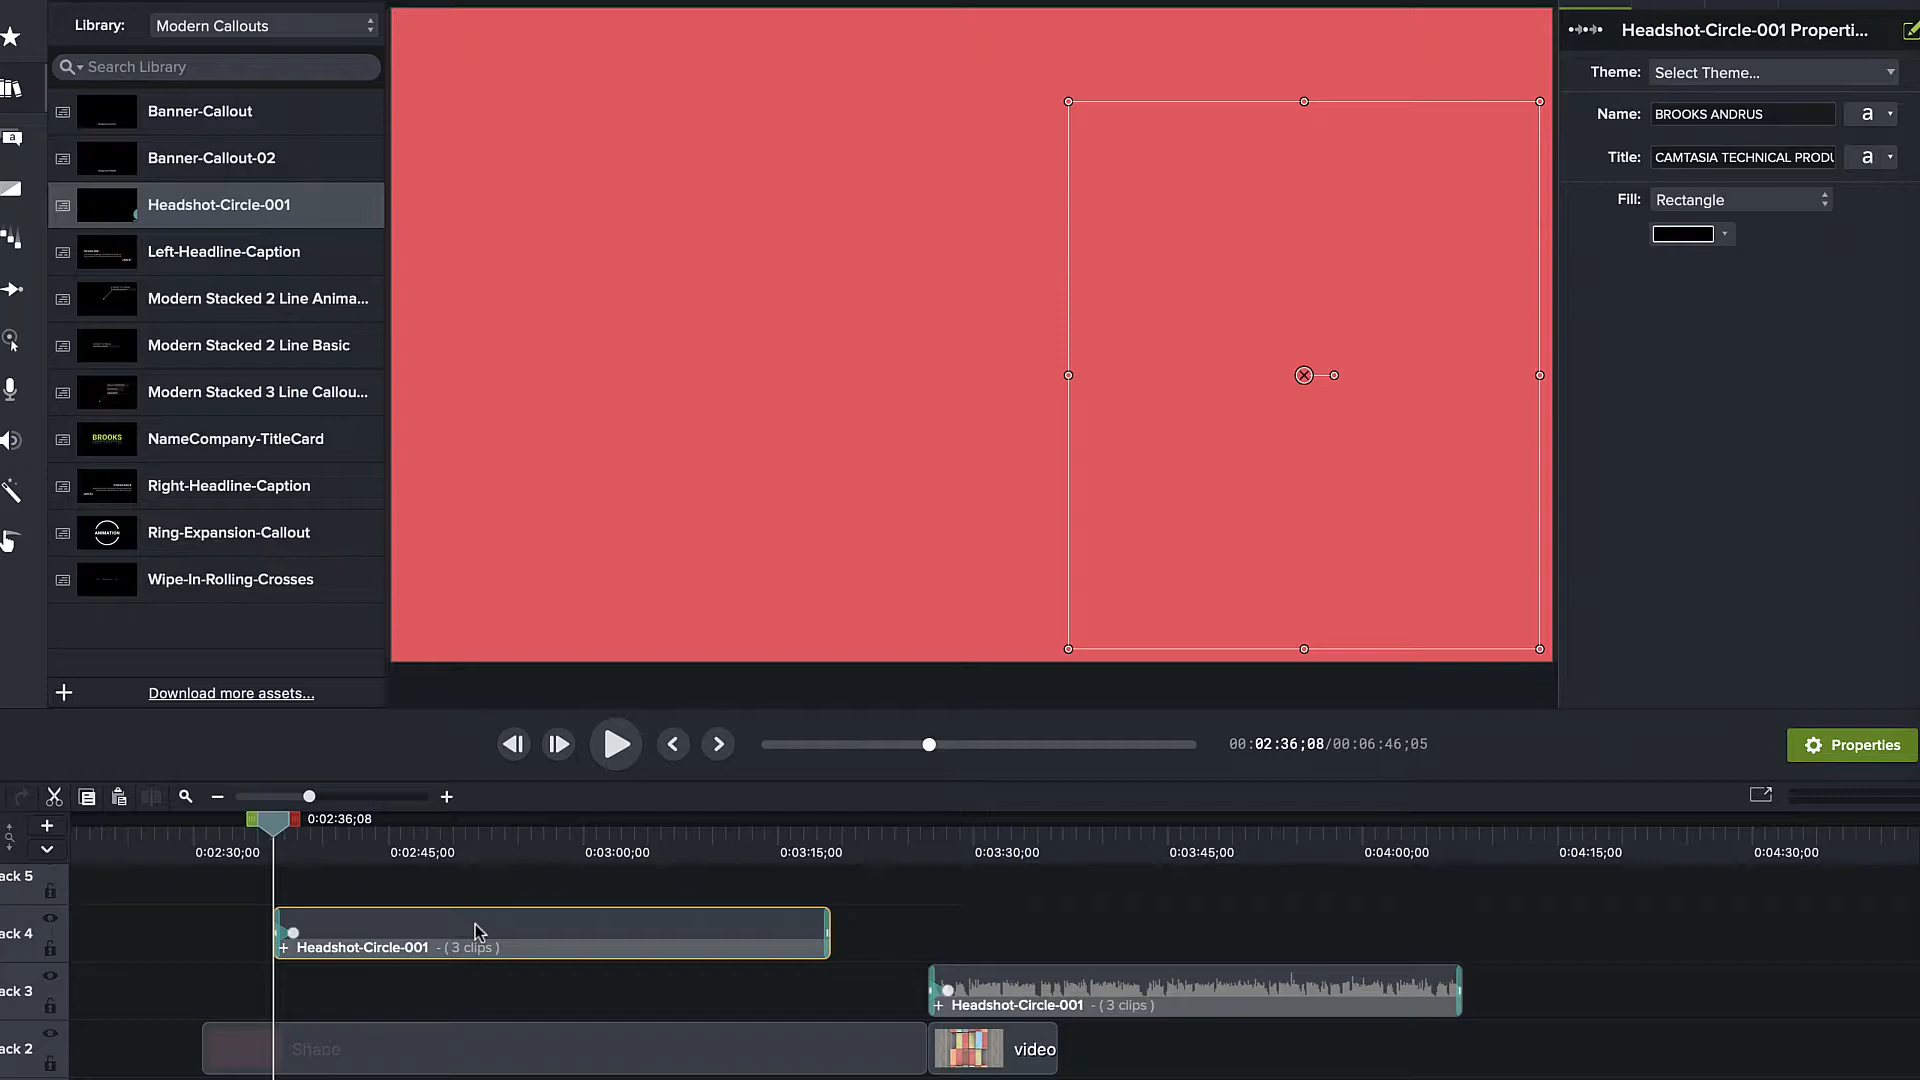 Library:
Modern Callouts
Search Library
Banner-Callout
Banner-Callout-02
Headshot-Circle-001
Left-Headline-Caption
Modern Stacked 2 Line Anima...
Modern Stacked 2 Line Basic
Modern Stacked 3 Line Callou...
BROOKS
NameCompany-TitleCard
Right-Headline-Caption
ANIMATION
Ring-Expansion-Callout
Wipe-In-Rolling-Crosses
Download more assets...
Headshot-Circle-001 Properti...
Theme:
Select Theme...
Name:
BROOKS ANDRUS
a
Title:
CAMTASIA TECHNICAL PRODU
a
Fill:
Rectangle
00:02:36;08/00:06:46;05
Properties
0:02:36;08
0:02:30;00
0:02:45;00
0:03:00;00
0:03:15;00
0:03:30;00
0:03:45;00
0:04:00;00
0:04:15;00
0:04:30;00
ack 5
ack 4
+ Headshot-Circle-001 - ( 3 clips )
ack 3
+ Headshot-Circle-001 - ( 3 clips )
ack 2
Shape
video